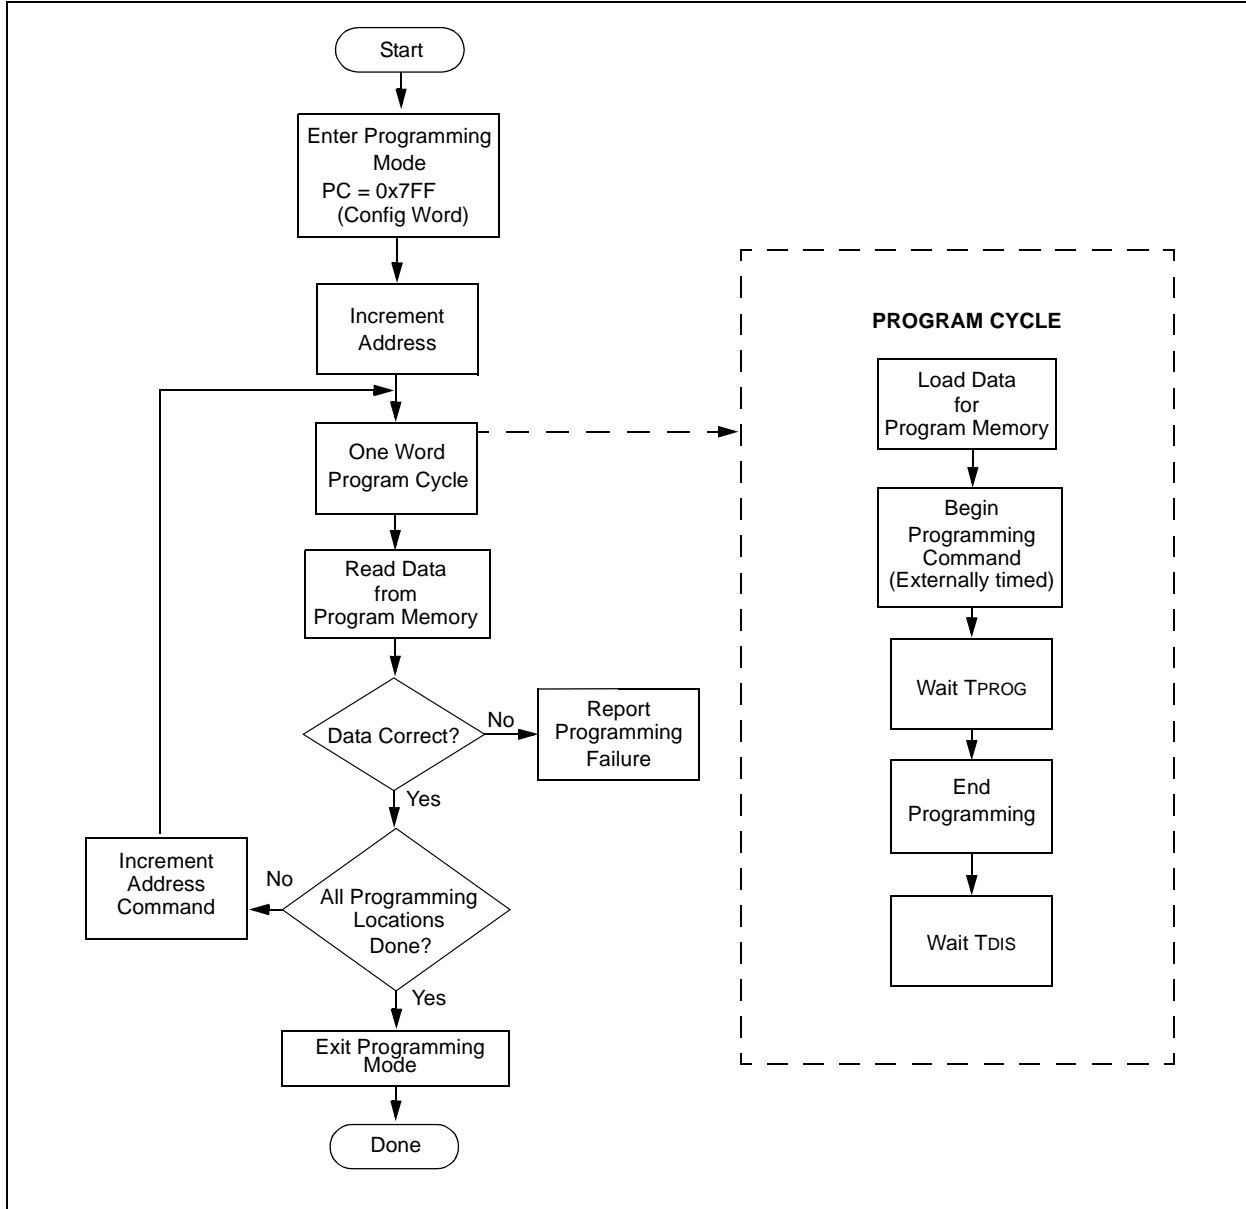 Start
Enter Programming
Mode
PC = 0x7FF
(Config Word)
Increment
Address
One Word
Program Cycle
Read Data
from
Program Memory
Data Correct?
No
Report
Programming
Failure
Yes
All Programming
Locations
Done?
No
Increment
Address
Command
Yes
Exit Programming
Mode
Done
PROGRAM CYCLE
Load Data
for
Program Memory
Begin
Programming
Command
(Externally timed)
Wait TPROG
End
Programming
Wait TDIS